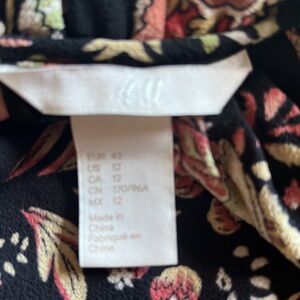 H&M
EUR 42
US 12
CA 12
CN 170/96A
MX 12
Made in
China
Fabriqué en
Chine